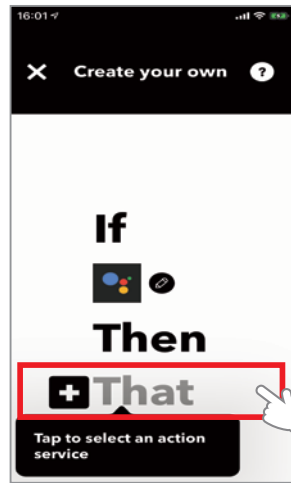 16:01
Create your own ?
If
Then
That
Tap to select an action
service